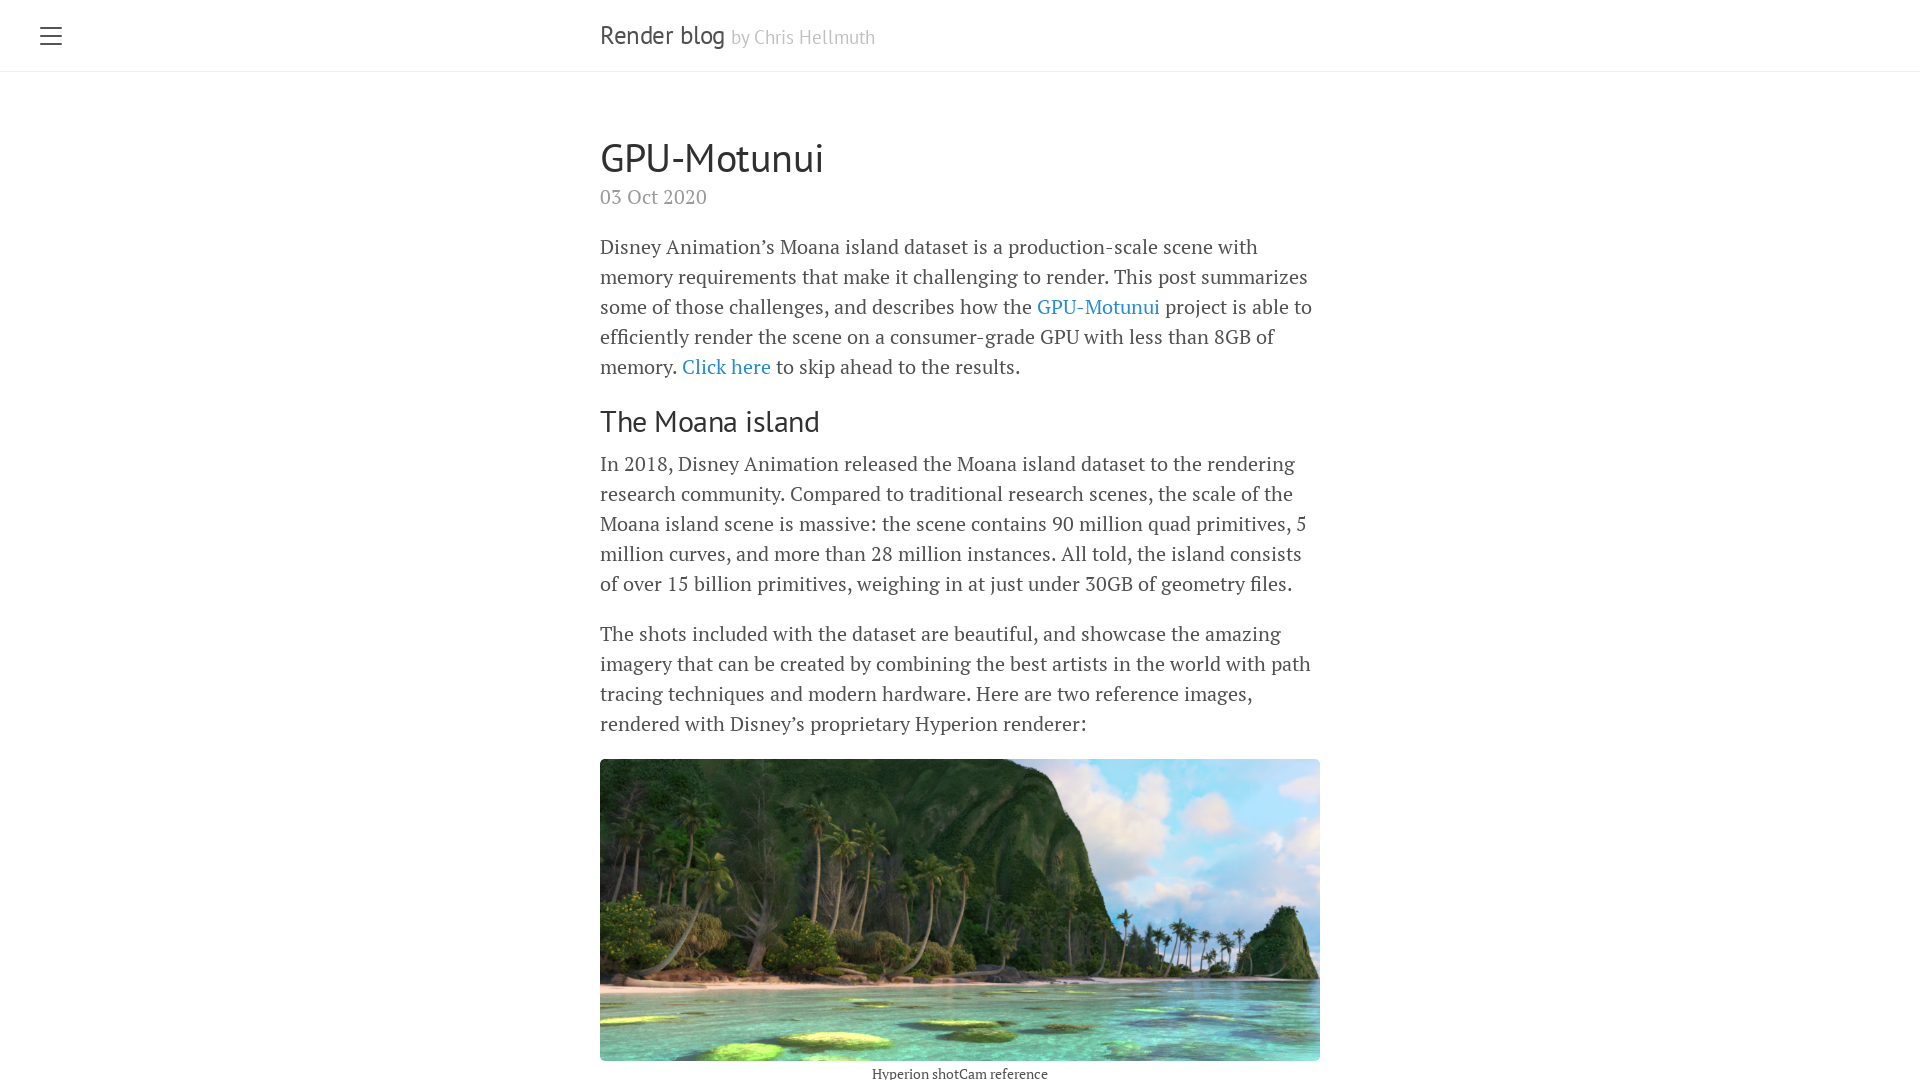 Render blog by Chris Hellmuth
GPU-Motunui
03 Oct 2020
Disney Animation’s Moana island dataset is a production-scale scene with
memory requirements that make it challenging to render. This post summarizes
some of those challenges, and describes how the GPU-Motunui project is able to
efficiently render the scene on a consumer-grade GPU with less than 8GB of
memory. Click here to skip ahead to the results.
The Moana island
In 2018, Disney Animation released the Moana island dataset to the rendering
research community. Compared to traditional research scenes, the scale of the
Moana island scene is massive: the scene contains 90 million quad primitives, 5
million curves, and more than 28 million instances. All told, the island consists
of over 15 billion primitives, weighing in at just under 30GB of geometry files.
The shots included with the dataset are beautiful, and showcase the amazing
imagery that can be created by combining the best artists in the world with path
tracing techniques and modern hardware. Here are two reference images,
rendered with Disney’s proprietary Hyperion renderer:
Hyperion shotCam reference